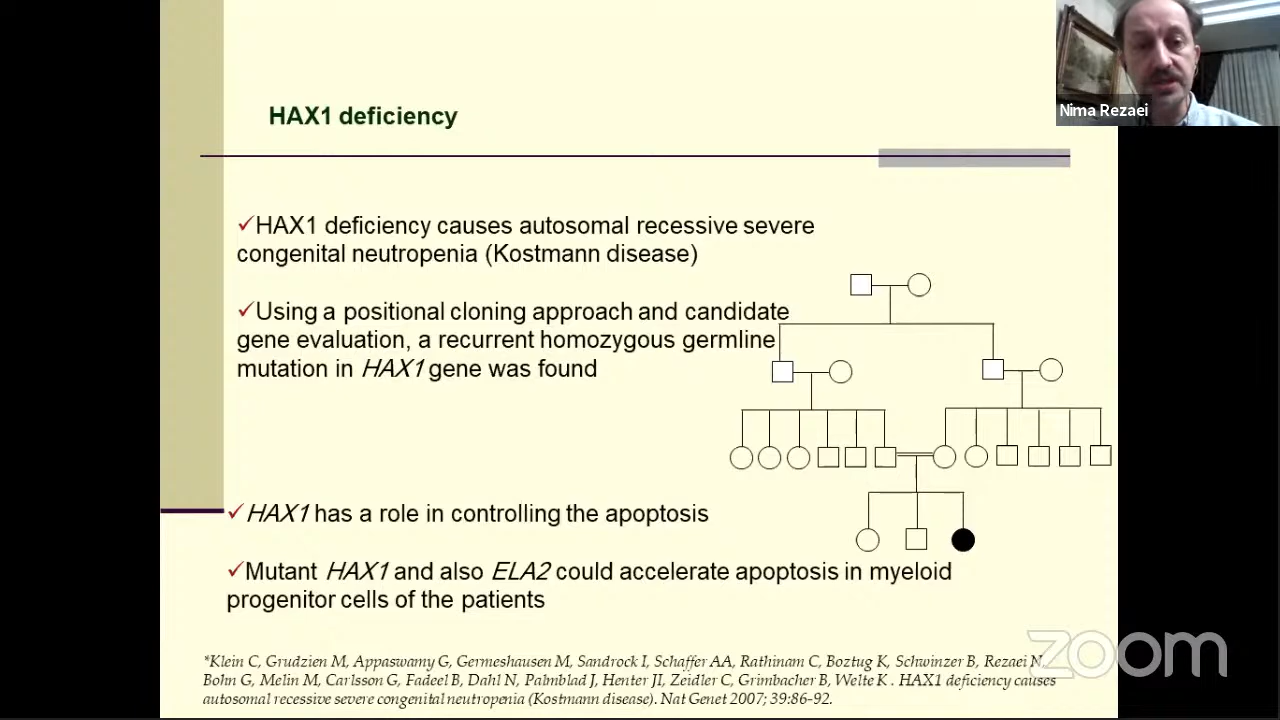 Nima Rezaei
HAX1 deficiency
✓HAX1 deficiency causes autosomal recessive severe
congenital neutropenia (Kostmann disease)
✓Using a positional cloning approach and candidate
gene evaluation, a recurrent homozygous germline
mutation in HAX1 gene was found
✓HAX1 has a role in controlling the apoptosis
✓Mutant HAX1 and also ELA2 could accelerate apoptosis in myeloid
progenitor cells of the patients
zoom
*Klein C, Grudzien M, Appaswamy G, Germeshausen M, Sandrock I, Schaffer AA, Rathinam C, Boztug K, Schwinzer B, Rezaei N,
Bohn G, Melin M, Carlsson G, Fadeel B, Dahl N, Palmblad J, Henter JI, Zeidler C, Grimbacher B, Welte K . HAX1 deficiency causes
autosomal recessive severe congenital neutropenia (Kostmann disease). Nat Genet 2007; 39:86-92.